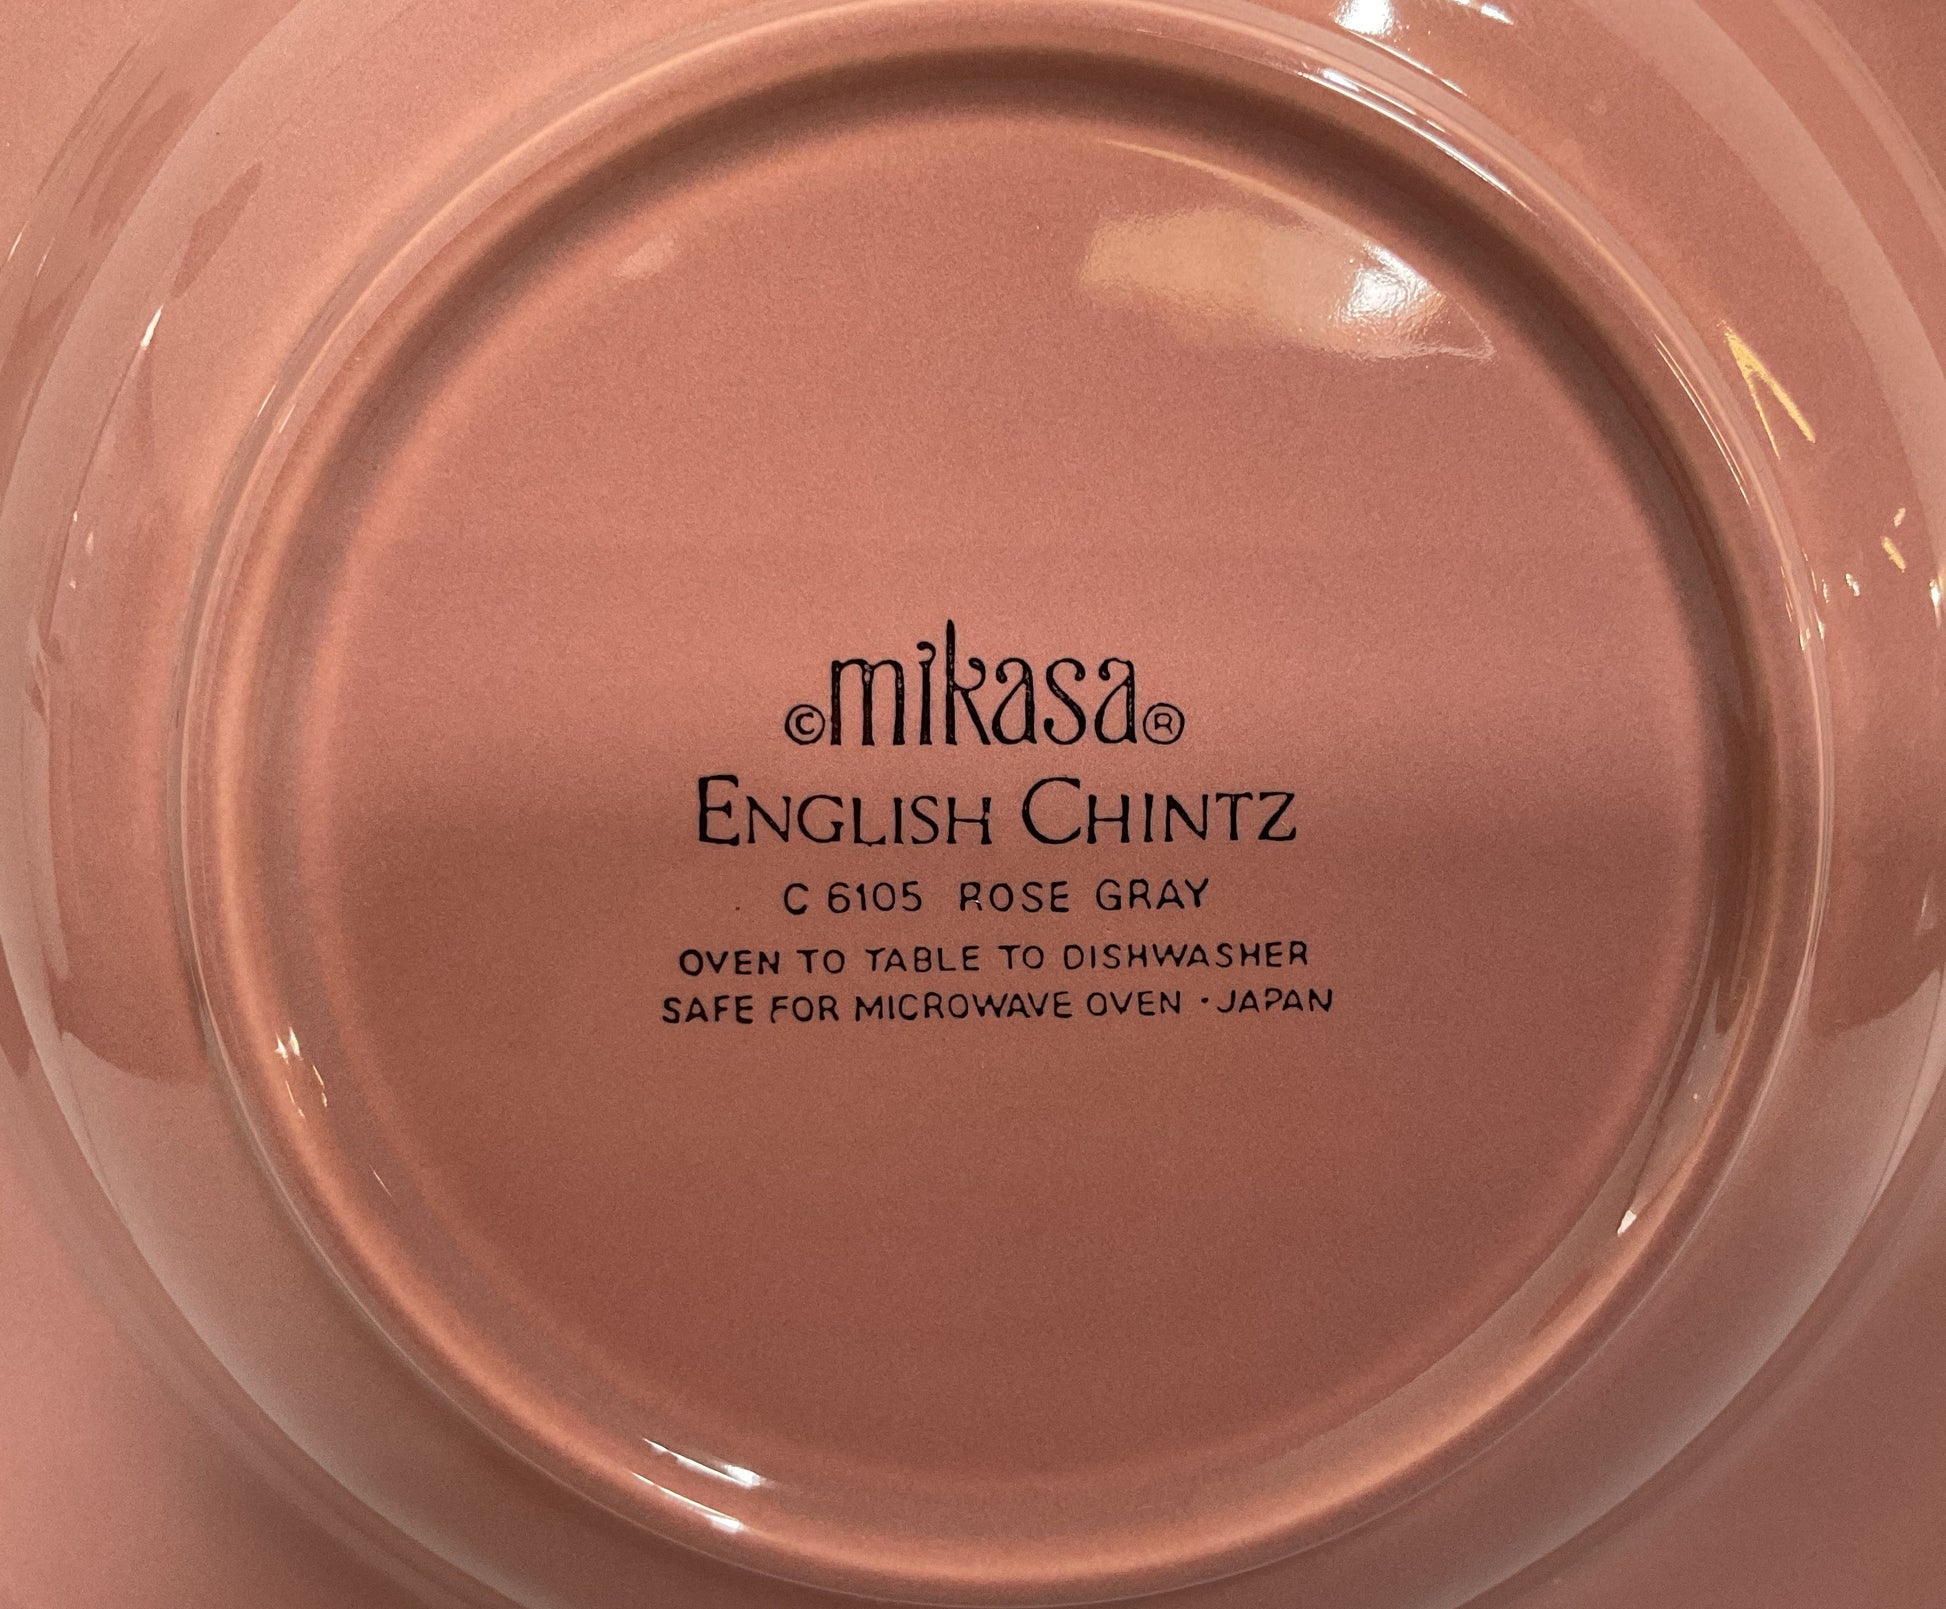 ©mikasa®
ENGLISH CHINTZ
C 6105 ROSE GRAY
OVEN TO TABLE TO DISHWASHER
SAFE FOR MICROWAVE OVEN · JAPAN